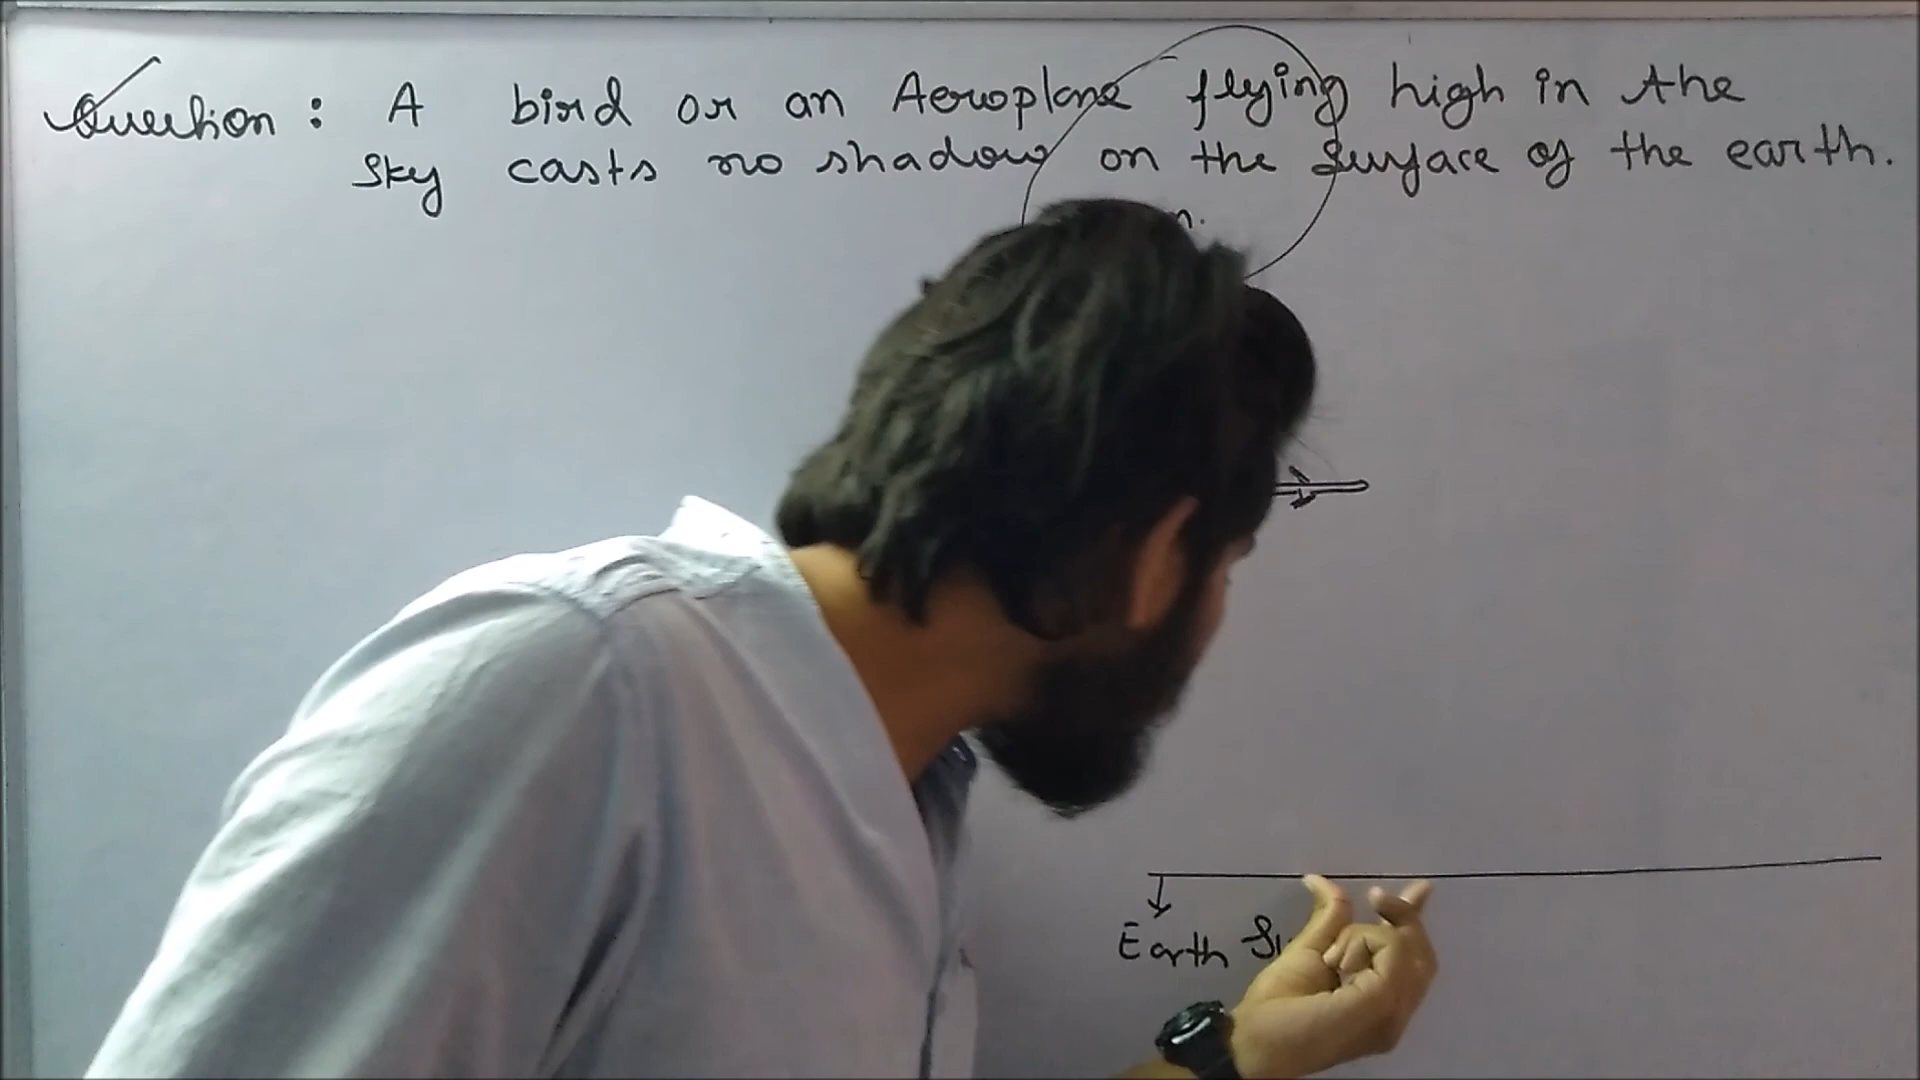 Question : A bird or an Aeroplane flying high in the
sky casts no shadow on the surface of the earth.
Earth